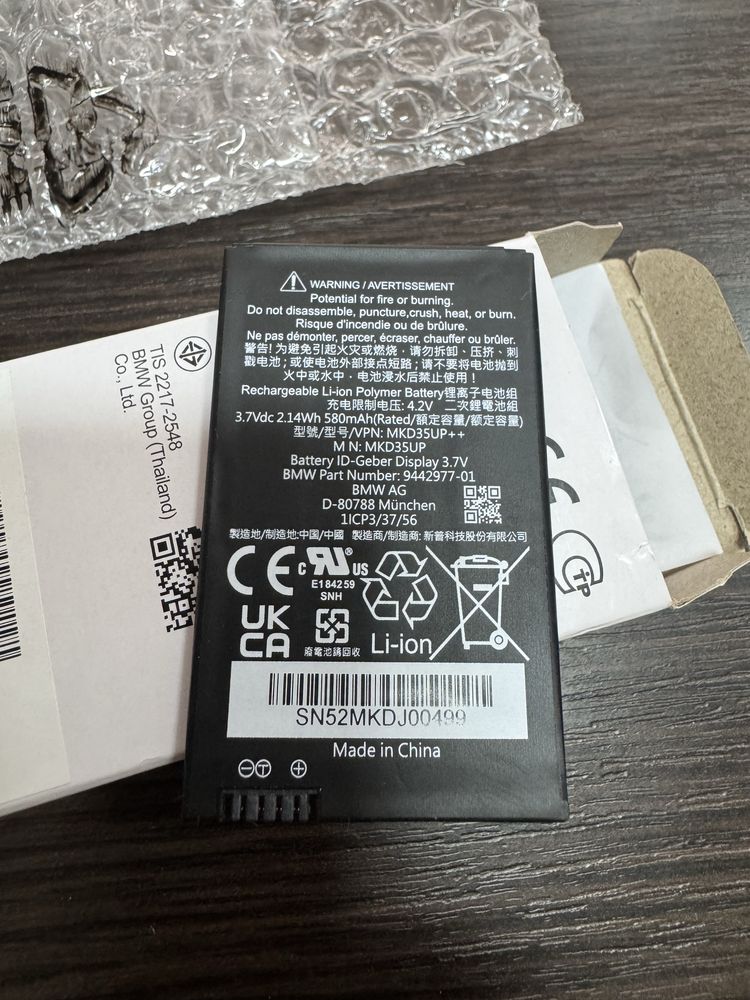 WARNING / AVERTISSEMENT
Potential for fire or burning.
Do not disassemble, puncture,crush, heat, or burn.
Risque d'incendie ou de brûlure.
Ne pas démonter, percer, écraser, chauffer ou brûler.
警告!为避免引起火灾或燃烧,请勿拆卸、压挤、刺
戳电池;或使电池外部接点短路;请不要将电池抛到
火中或水中,电池浸水后禁止使用!
Rechargeable Li-ion Polymer Battery锂离子电池组
充电限制电压: 4.2V 二次鋰電池組
3.7Vdc 2.14Wh 580mAh(Rated/額定容量/额定容量)
型號/型号/VPN: MKD35UP++
M N: MKD35UP
Battery ID-Geber Display 3.7V
BMW Part Number: 9442977-01
BMW AG
D-80788 München
1ICP3/37/56
製造地/制造地:中国/中國 製造商/制造商: 新普科技股份有限公司
CE
c UR ® US
E184259
SNH
UK
CA
廢電池請回收
Li-ion
SN52MKDJ00499
Made in China
⊖ T ⊕
TIS 2217-2548
BMW Group (Thailand)
Co., Ltd.
CE
TP